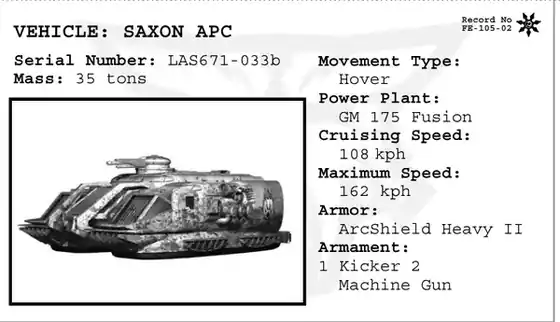 Record No
FE-105-02
VEHICLE: SAXON APC
Serial Number: LAS671-033b
Mass: 35 tons
Movement Type:
Hover
Power Plant:
GM 175 Fusion
Cruising Speed:
108 kph
Maximum Speed:
162 kph
Armor:
ArcShield Heavy II
Armament:
1 Kicker 2
Machine Gun